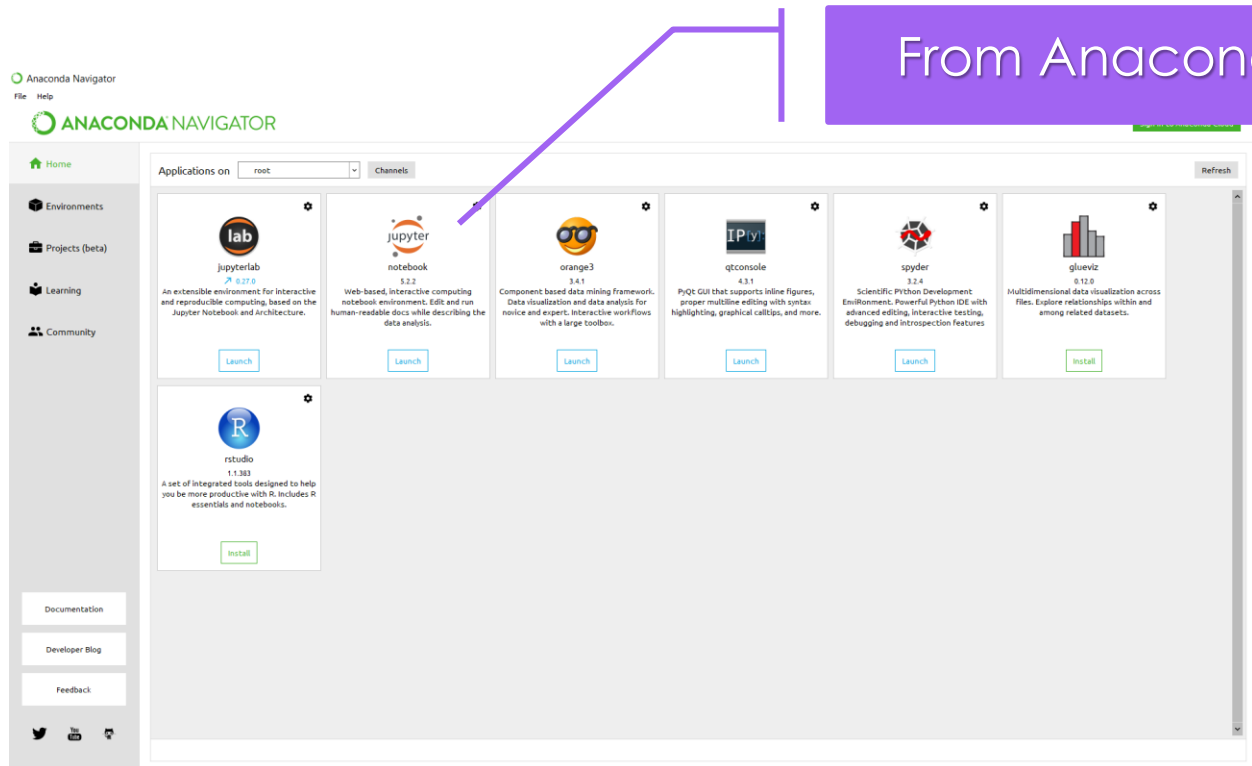 From Anacon
Anaconda Navigator
File Help
ANACONDA NAVIGATOR
Home
Environments
Projects (beta)
Learning
Community
Documentation
Developer Blog
Feedback
You
Tube
Applications on root Channels
Refresh
lab
jupyterlab
0.27.0
An extensible environment for interactive
and reproducible computing, based on the
Jupyter Notebook and Architecture.
Launch
jupyter
notebook
5.2.2
Web-based, interactive computing
notebook environment. Edit and run
human-readable docs while describing the
data analysis.
Launch
orange3
3.4.1
Component based data mining framework.
Data visualization and data analysis for
novice and expert. Interactive workflows
with a large toolbox.
Launch
IP[y]:
qtconsole
4.3.1
PyQt GUI that supports inline figures,
proper multiline editing with syntax
highlighting, graphical calltips, and more.
Launch
spyder
3.2.4
Scientific PYthon Development
EnviRonment. Powerful Python IDE with
advanced editing, interactive testing,
debugging and introspection features
Launch
glueviz
0.12.0
Multidimensional data visualization across
files. Explore relationships within and
among related datasets.
Install
R
rstudio
1.1.383
A set of integrated tools designed to help
you be more productive with R. Includes R
essentials and notebooks.
Install